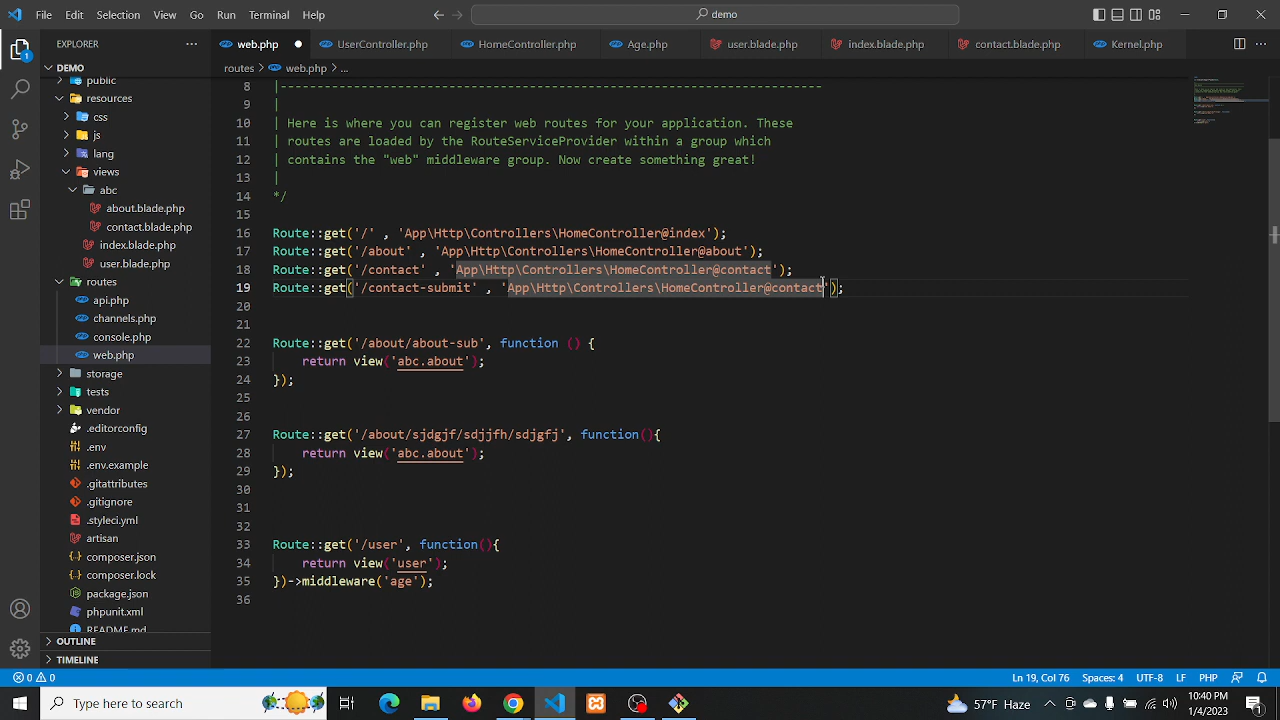 File Edit Selection View Go Run Terminal Help
demo
EXPLORER
web.php
UserController.php
HomeController.php
Age.php
user.blade.php
index.blade.php
contact.blade.php
Kernel.php
1
DEMO
public
resources
css
js
lang
views
abc
about.blade.php
contact.blade.php
index.blade.php
user.blade.php
routes
api.php
channels.php
console.php
web.php
storage
tests
vendor
.editorconfig
.env
.env.example
.gitattributes
.gitignore
.styleci.yml
artisan
composer.json
composer.lock
package.json
phpunit.xml
README.md
OUTLINE
TIMELINE
routes > web.php > ...
8 |--------------------------------------------------------------------------
9 |
10 | Here is where you can register web routes for your application. These
11 | routes are loaded by the RouteServiceProvider within a group which
12 | contains the "web" middleware group. Now create something great!
13 |
14 */
15
16 Route::get('/' , 'App\Http\Controllers\HomeController@index');
17 Route::get('/about' , 'App\Http\Controllers\HomeController@about');
18 Route::get('/contact' , 'App\Http\Controllers\HomeController@contact');
19 Route::get('/contact-submit' , 'App\Http\Controllers\HomeController@contact');
20
21
22 Route::get('/about/about-sub', function () {
23 return view('abc.about');
24 });
25
26
27 Route::get('/about/sjdgjf/sdjjfh/sdjgfj', function(){
28 return view('abc.about');
29 });
30
31
32
33 Route::get('/user', function(){
34 return view('user');
35 })->middleware('age');
36
0 0
Ln 19, Col 76 Spaces: 4 UTF-8 LF PHP
Type here to search
57°F Haze
10:40 PM
1/4/2023